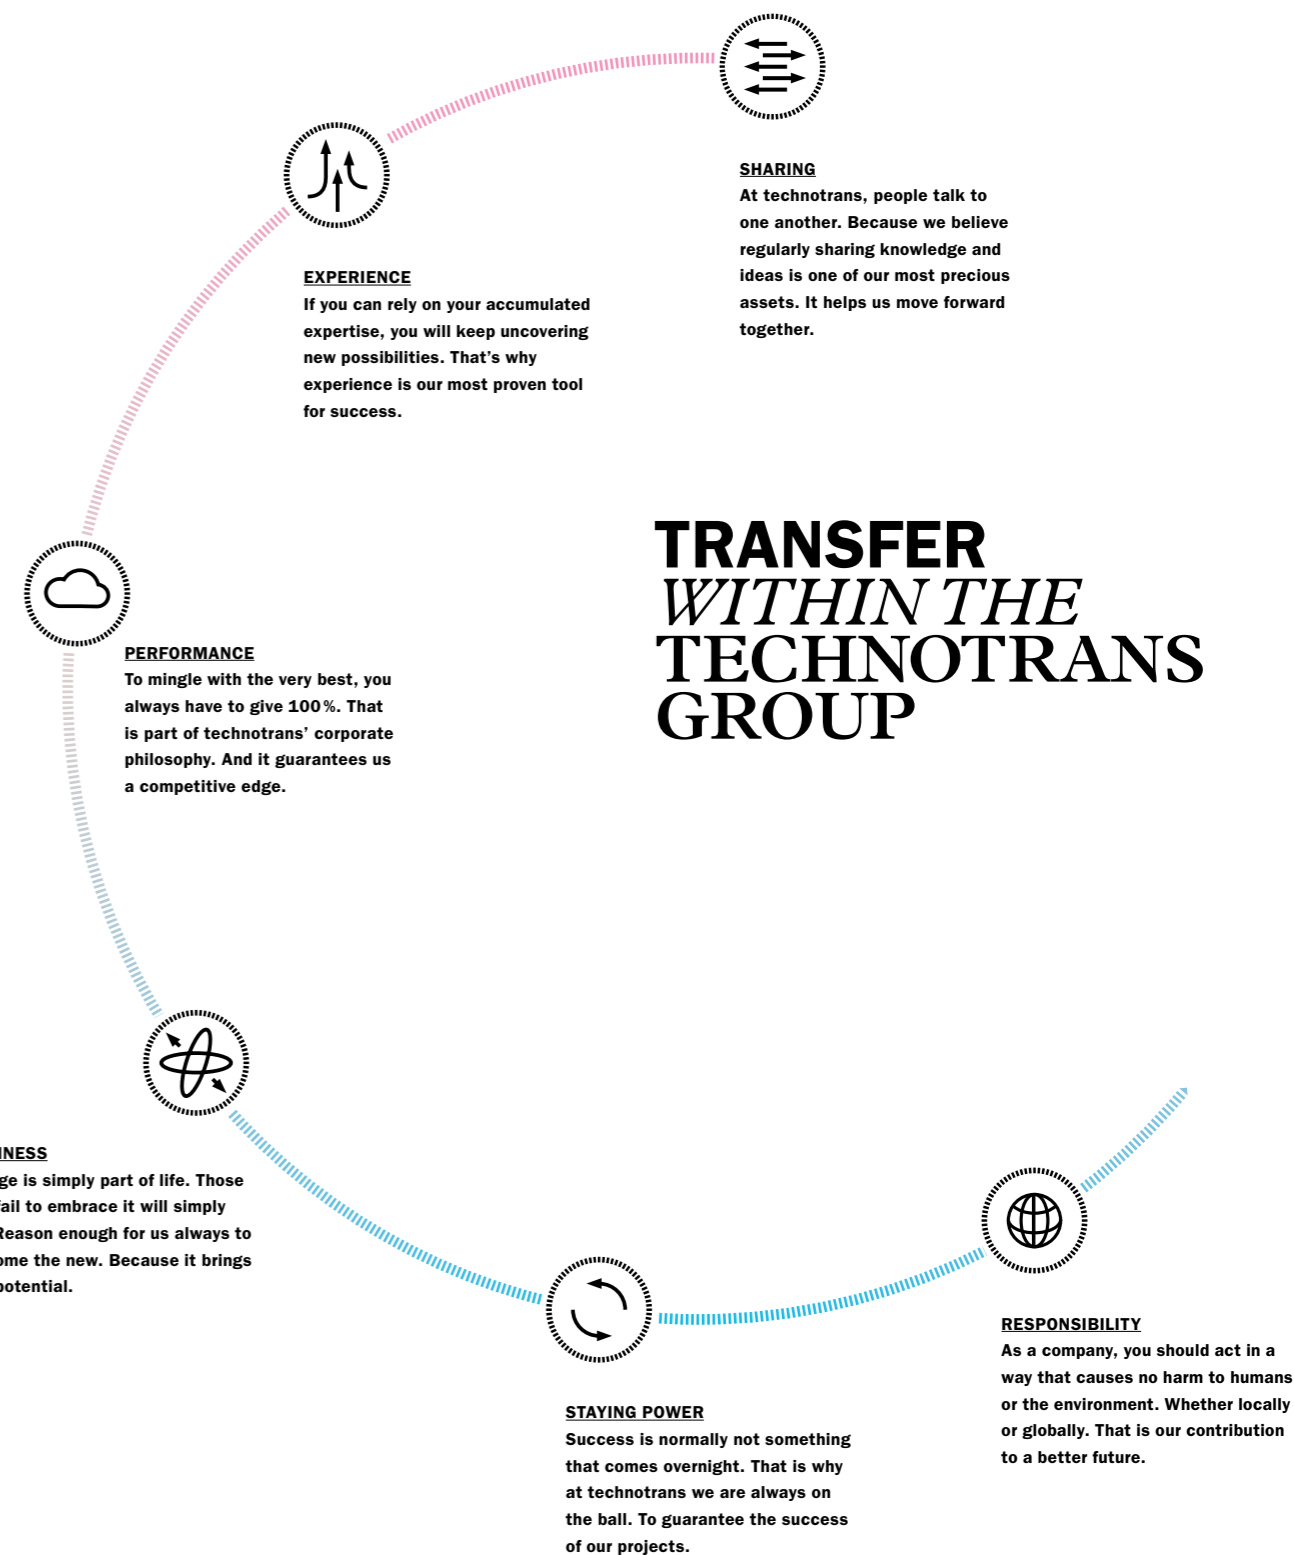 SHARING
At technotrans, people talk to
one another. Because we believe
regularly sharing knowledge and
ideas is one of our most precious
assets. It helps us move forward
together.
EXPERIENCE
If you can rely on your accumulated
expertise, you will keep uncovering
new possibilities. That’s why
experience is our most proven tool
for success.
TRANSFER
WITHIN THE
TECHNOTRANS
GROUP
PERFORMANCE
To mingle with the very best, you
always have to give 100 %. That
is part of technotrans’ corporate
philosophy. And it guarantees us
a competitive edge.
is simply part of life. Those
fail to embrace it will simply
Reason enough for us always to
the new. Because it brings
potential.
RESPONSIBILITY
As a company, you should act in a
way that causes no harm to humans
or the environment. Whether locally
or globally. That is our contribution
to a better future.
STAYING POWER
Success is normally not something
that comes overnight. That is why
at technotrans we are always on
the ball. To guarantee the success
of our projects.